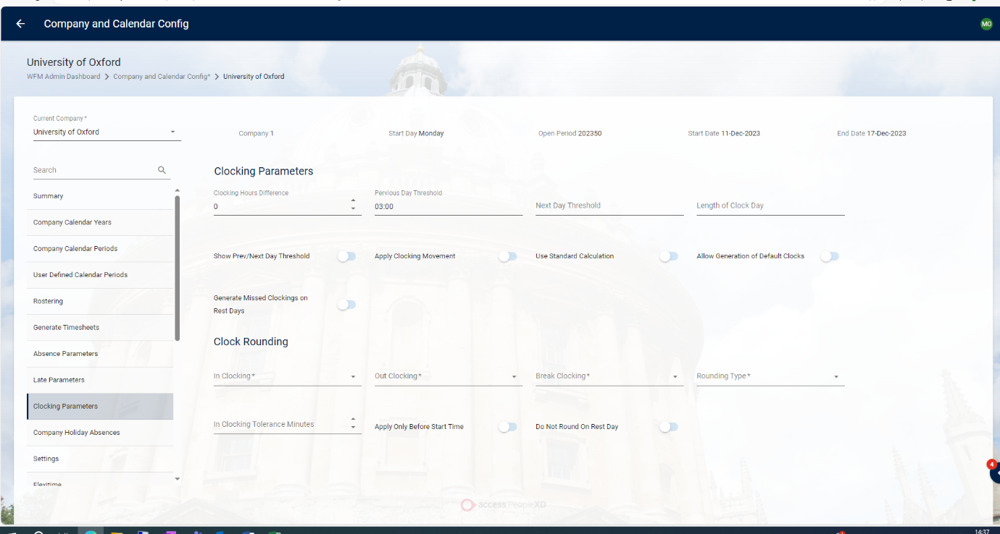 Company and Calendar Config
MO
University of Oxford
WFM Admin Dashboard > Company and Calendar Config* > University of Oxford
Current Company *
University of Oxford
Company 1
Start Day Monday
Open Period 202350
Start Date 11-Dec-2023
End Date 17-Dec-2023
Search
Summary
Company Calendar Years
Company Calendar Periods
User Defined Calendar Periods
Rostering
Generate Timesheets
Absence Parameters
Late Parameters
Clocking Parameters
Company Holiday Absences
Settings
Flexitime
Clocking Parameters
Clocking Hours Difference
0
Pervious Day Threshold
03:00
Next Day Threshold
Length of Clock Day
Show Prev/Next Day Threshold
Apply Clocking Movement
Use Standard Calculation
Allow Generation of Default Clocks
Generate Missed Clockings on
Rest Days
Clock Rounding
In Clocking *
Out Clocking *
Break Clocking *
Rounding Type *
In Clocking Tolerance Minutes
Apply Only Before Start Time
Do Not Round On Rest Day
4
access PeopleXD
14:37